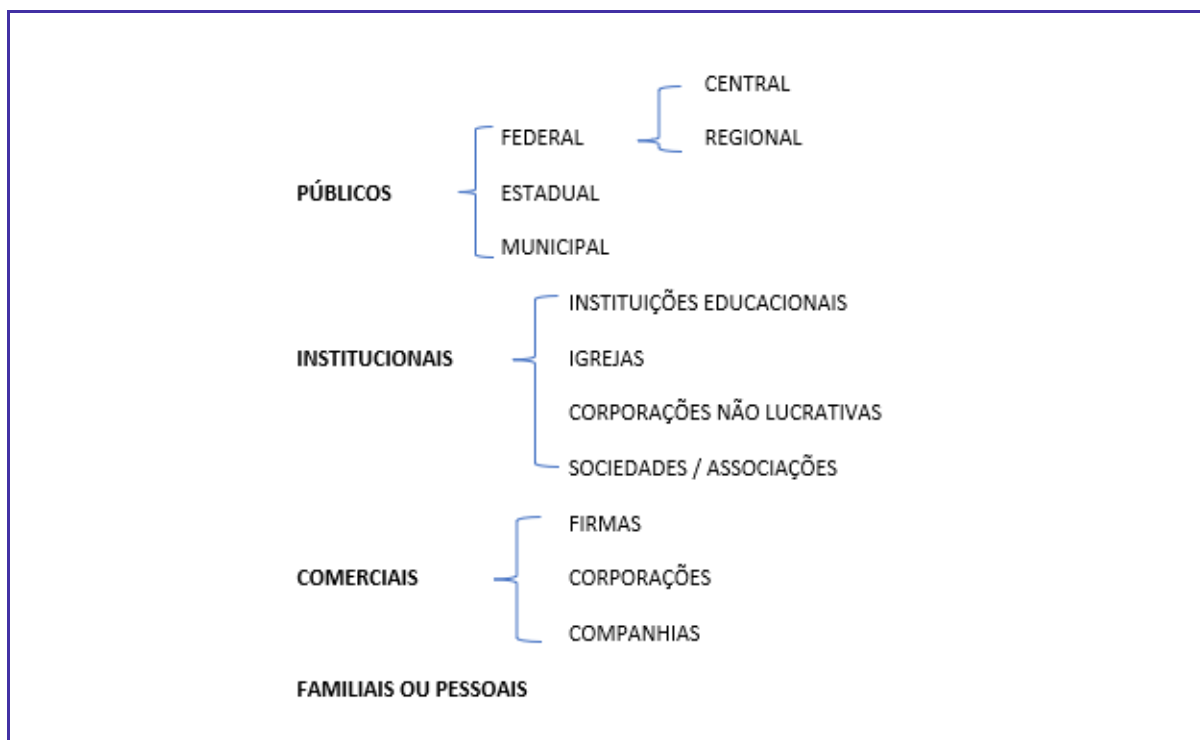 CENTRAL
FEDERAL REGIONAL
PÚBLICOS ESTADUAL
MUNICIPAL
INSTITUIÇÕES EDUCACIONAIS
INSTITUCIONAIS IGREJAS
CORPORAÇÕES NÃO LUCRATIVAS
SOCIEDADES / ASSOCIAÇÕES
FIRMAS
COMERCIAIS CORPORAÇÕES
COMPANHIAS
FAMILIAIS OU PESSOAIS